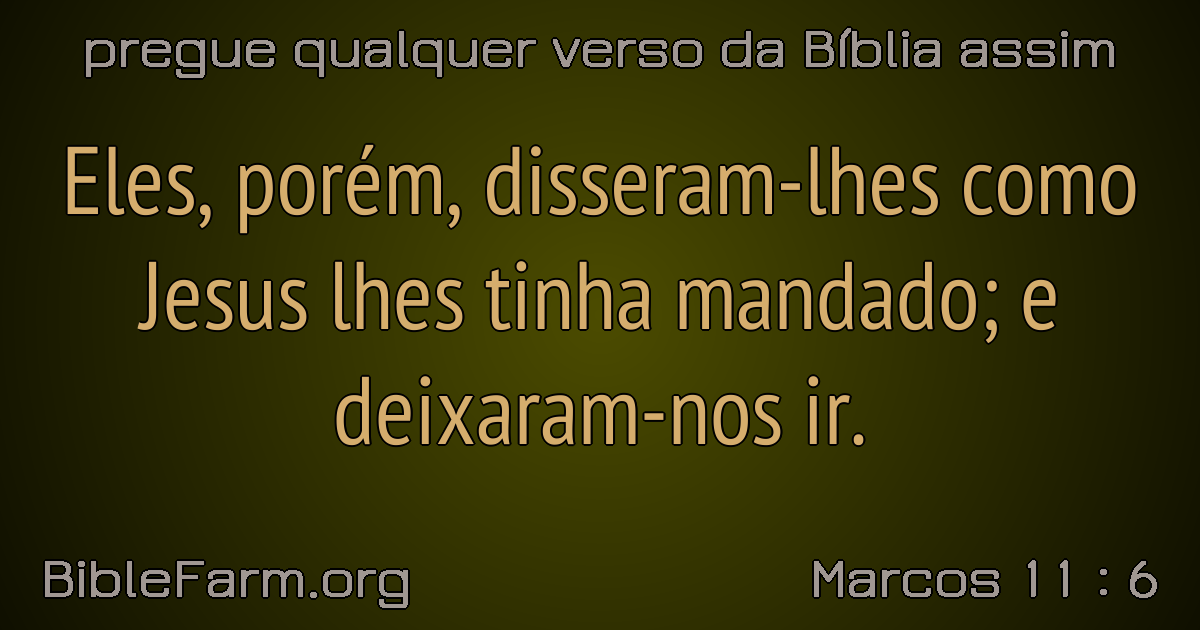 pregue qualquer verso da Bíblia assim
Eles, porém, disseram-lhes como
Jesus lhes tinha mandado; e
deixaram-nos ir.
BibleFarm.org
Marcos 11 : 6